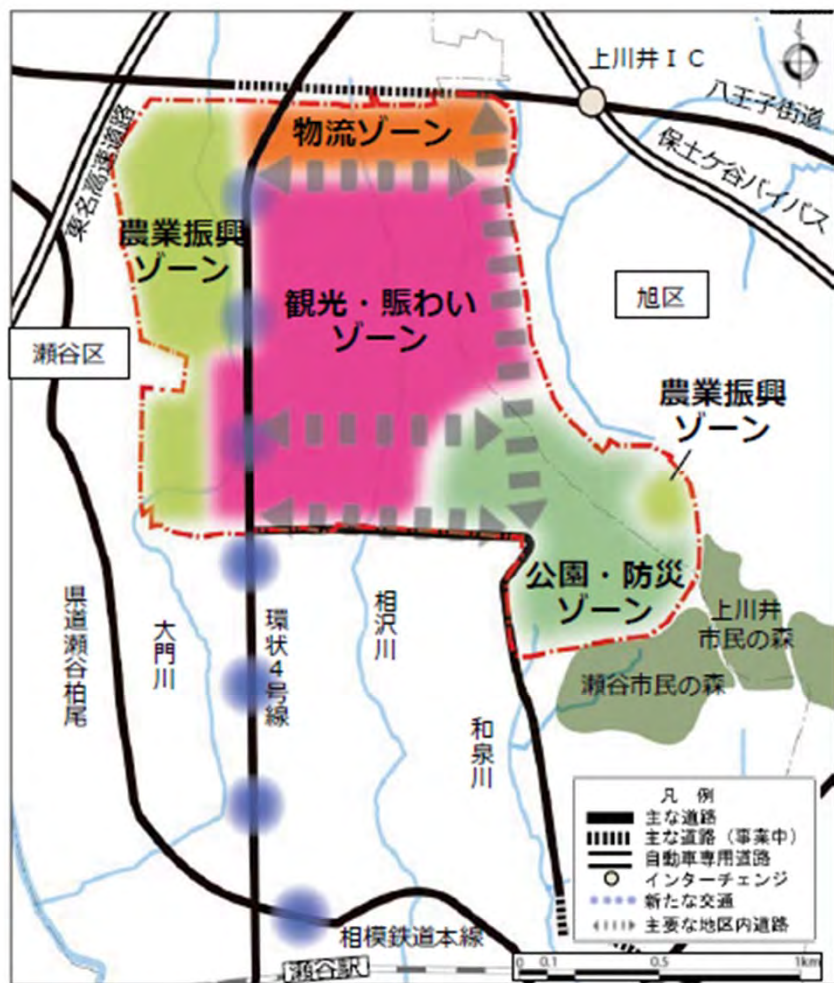 上川井ＩＣ
八王子街道
保土ケ谷バイパス
東名高速道路
物流ゾーン
農業振興
ゾーン
観光・賑わい
ゾーン
旭区
瀬谷区
農業振興
ゾーン
公園・防災
ゾーン
上川井
市民の森
瀬谷市民の森
県道瀬谷柏尾
大門川
環状４号線
相沢川
和泉川
相模鉄道本線
瀬谷駅
凡 例
主な道路
主な道路（事業中）
自動車専用道路
インターチェンジ
新たな交通
主要な地区内道路
0 0.1 0.5 1km